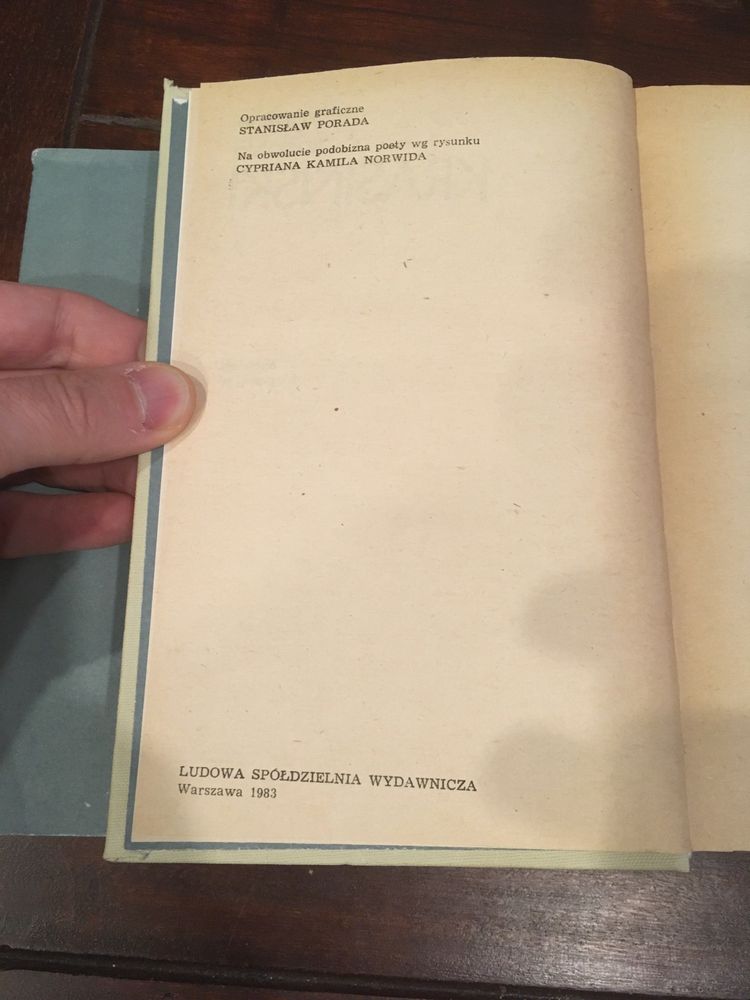 Opracowanie graficzne
STANISŁAW PORADA
Na obwolucie podobizna poety wg rysunku
CYPRIANA KAMILA NORWIDA
LUDOWA SPÓŁDZIELNIA WYDAWNICZA
Warszawa 1983